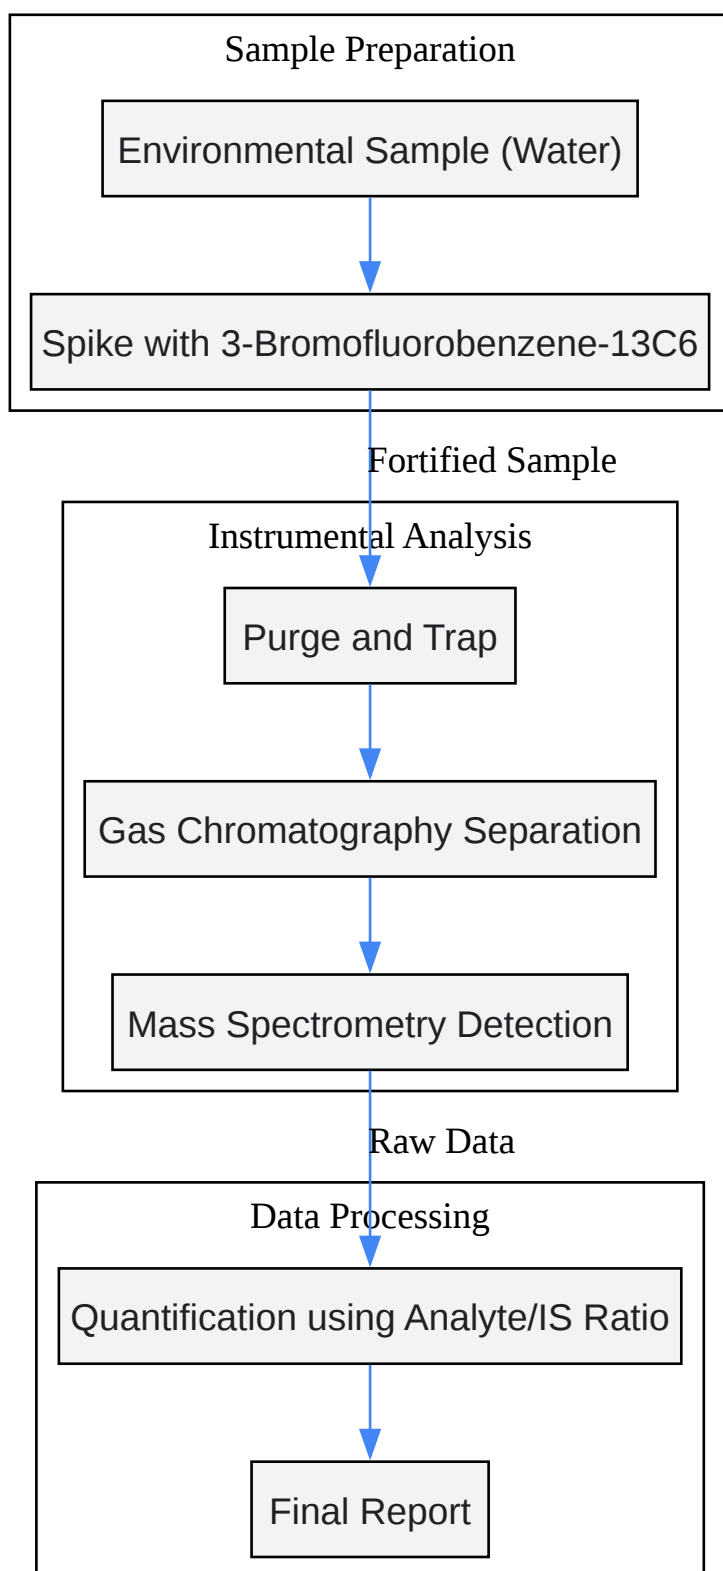 Sample Preparation
Environmental Sample (Water)
Spike with 3-Bromofluorobenzene-13C6
Fortified Sample
Instrumental Analysis
Purge and Trap
Gas Chromatography Separation
Mass Spectrometry Detection
Raw Data
Data Processing
Quantification using Analyte/IS Ratio
Final Report